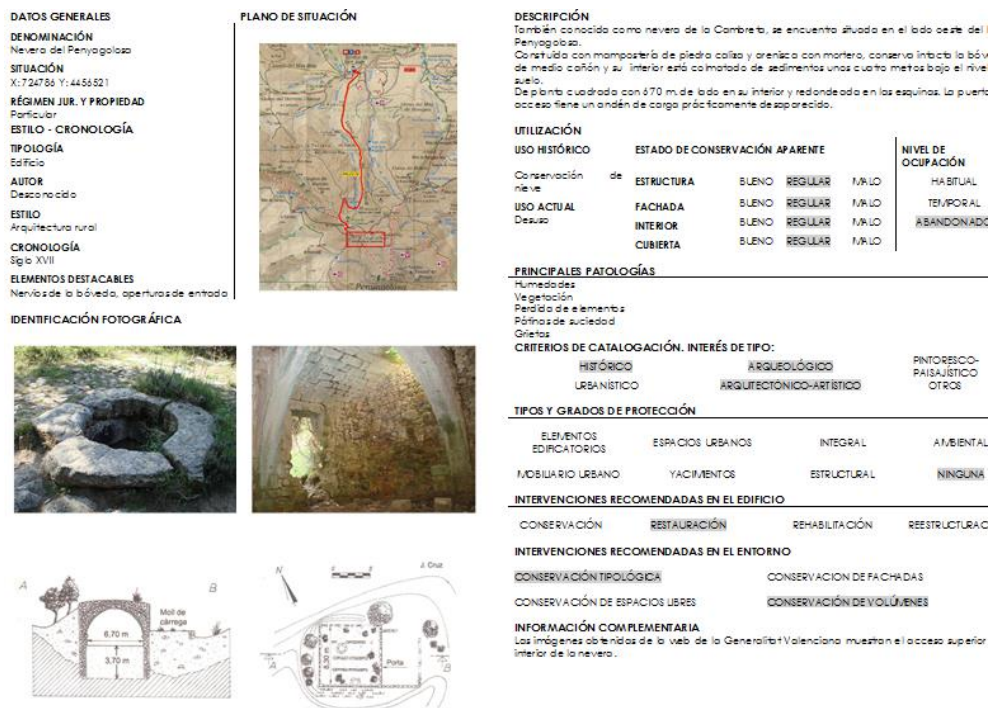 DATOS GENERALES
DENOMINACIÓN
Nevera del Penyagolosa
SITUACIÓN
X: 724786 Y: 4456521
RÉGIMEN JUR. Y PROPIEDAD
Particular
ESTILO - CRONOLOGÍA
TIPOLOGÍA
Edificio
AUTOR
Desconocido
ESTILO
Arquitectura rural
CRONOLOGÍA
Siglo XVII
ELEMENTOS DESTACABLES
Nervios de la bóveda, aperturas de entrada
PLANO DE SITUACIÓN
Penyagolosa
IDENTIFICACIÓN FOTOGRÁFICA
A
B
Moll de
càrrega
6,70 m
3,70 m
N
J. Cruz
A
B
6,30 m
Porta
DESCRIPCIÓN
También conocida como nevera de la Cambreta, se encuentra situada en el lado oeste del
Penyagolosa.
Construida con mampostería de piedra caliza y arenisca con mortero, conserva intacta la
de medio cañón y su interior está colmatado de sedimentos unos cuatro metros bajo el nivel
suelo.
De planta cuadrada con 670 m. de lado en su interior y redondeada en las esquinas. La
acceso tiene un andén de carga prácticamente desaparecido.
UTILIZACIÓN
USO HISTÓRICO ESTADO DE CONSERVACIÓN APARENTE NIVEL DE
OCUPACIÓN
Conservación de
nieve
ESTRUCTURA BUENO REGULAR MALO HABITUAL
USO ACTUAL
Desuso
FACHADA BUENO REGULAR MALO TEMPORAL
INTERIOR BUENO REGULAR MALO ABANDONADO
CUBIERTA BUENO REGULAR MALO
PRINCIPALES PATOLOGÍAS
Humedades
Vegetación
Perdida de elementos
Pátinas de suciedad
Grietas
CRITERIOS DE CATALOGACIÓN. INTERÉS DE TIPO:
HISTÓRICO ARQUEOLÓGICO PINTORESCO-
PAISAJÍSTICO
URBANÍSTICO ARQUITECTÓNICO-ARTÍSTICO OTROS
TIPOS Y GRADOS DE PROTECCIÓN
ELEMENTOS
EDIFICATORIOS ESPACIOS URBANOS INTEGRAL AMBIENTAL
MOBILIARIO URBANO YACIMIENTOS ESTRUCTURAL NINGUNA
INTERVENCIONES RECOMENDADAS EN EL EDIFICIO
CONSERVACIÓN RESTAURACIÓN REHABILITACIÓN REESTRUCTURAC
INTERVENCIONES RECOMENDADAS EN EL ENTORNO
CONSERVACIÓN TIPOLÓGICA CONSERVACION DE FACHADAS
CONSERVACIÓN DE ESPACIOS LIBRES CONSERVACIÓN DE VOLÚMENES
INFORMACIÓN COMPLEMENTARIA
Las imágenes obtenidas de la web de la Generalitat Valenciana muestran el acceso superior
interior de la nevera.